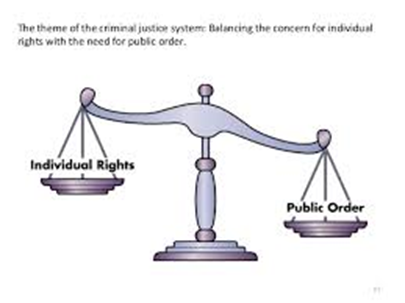 The theme of the criminal justice system: Balancing the concern for individual
rights with the need for public order.
Individual Rights
Public Order